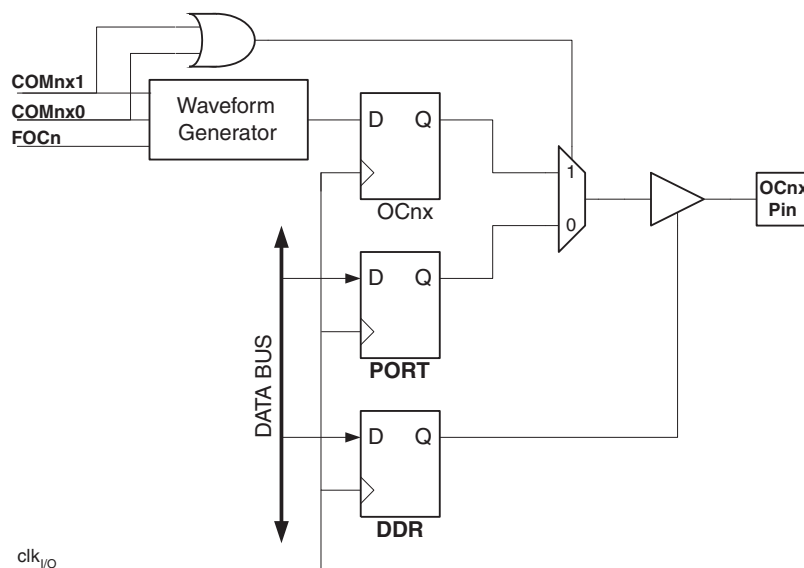 COMnx1
COMnx0
FOCn
Waveform
Generator
D Q
OCnx
1
0
OCnx
Pin
D Q
PORT
DATA BUS
D Q
DDR
clkI/O